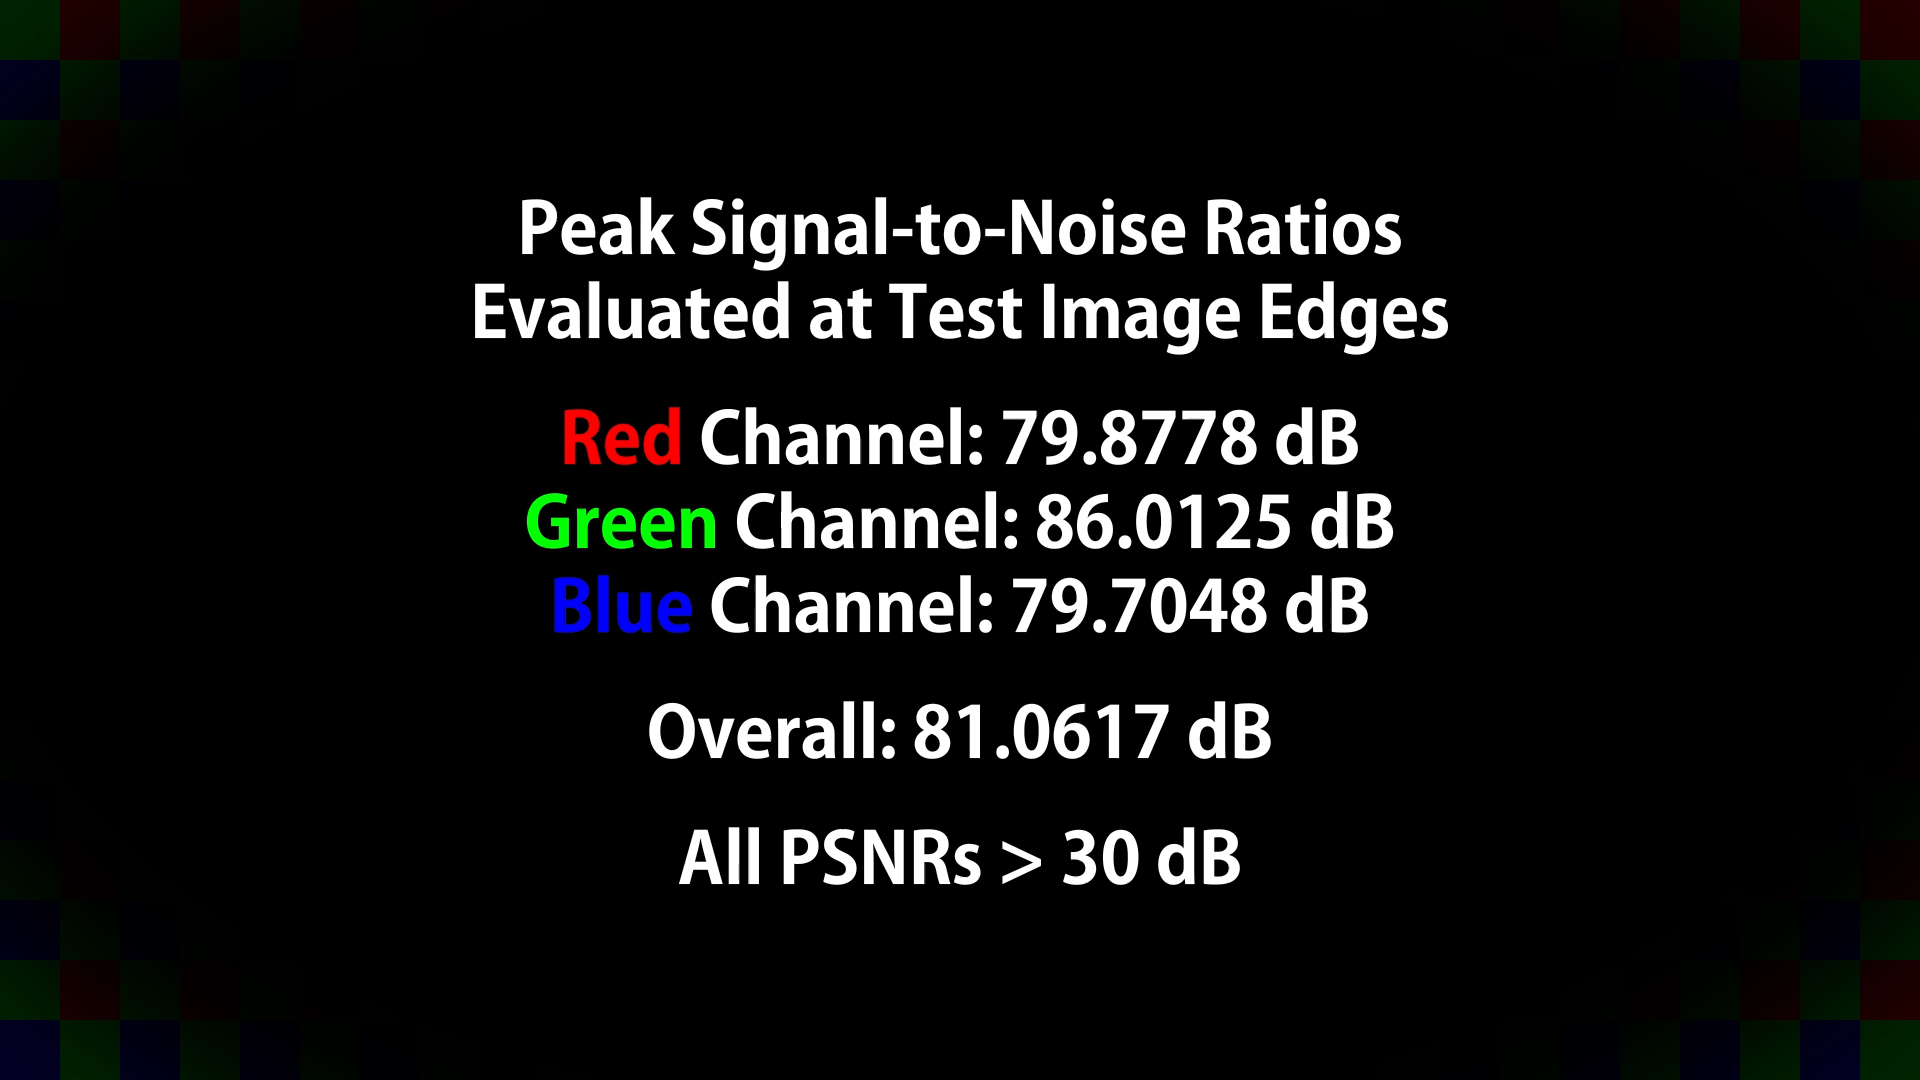 Peak Signal-to-Noise Ratios
Evaluated at Test Image Edges
Red Channel: 79.8778 dB
Green Channel: 86.0125 dB
Blue Channel: 79.7048 dB
Overall: 81.0617 dB
All PSNRs > 30 dB